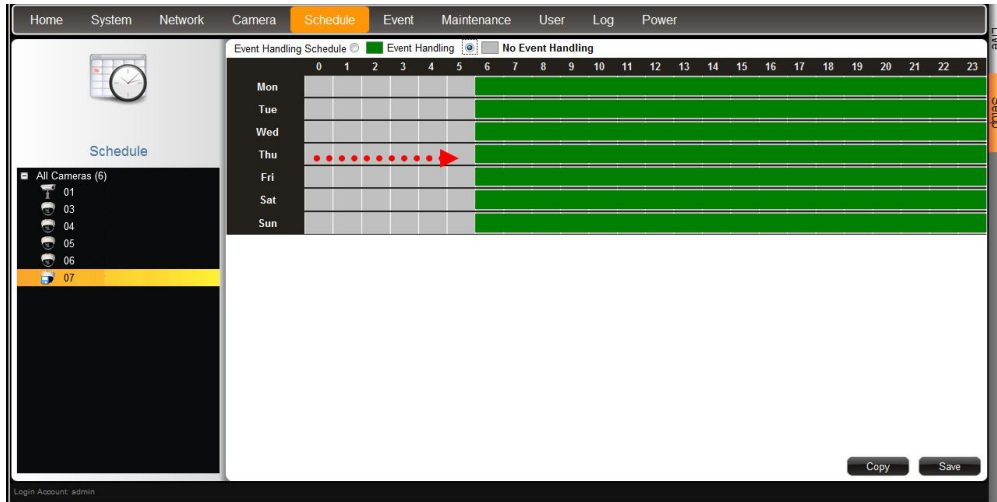 Home System Network Camera Schedule Event Maintenance User Log Power
Live
Setup
Schedule
All Cameras (6)
01
03
04
05
06
07
Event Handling Schedule Event Handling No Event Handling
0 1 2 3 4 5 6 7 8 9 10 11 12 13 14 15 16 17 18 19 20 21 22 23
Mon
Tue
Wed
Thu
Fri
Sat
Sun
Copy Save
Login Account: admin